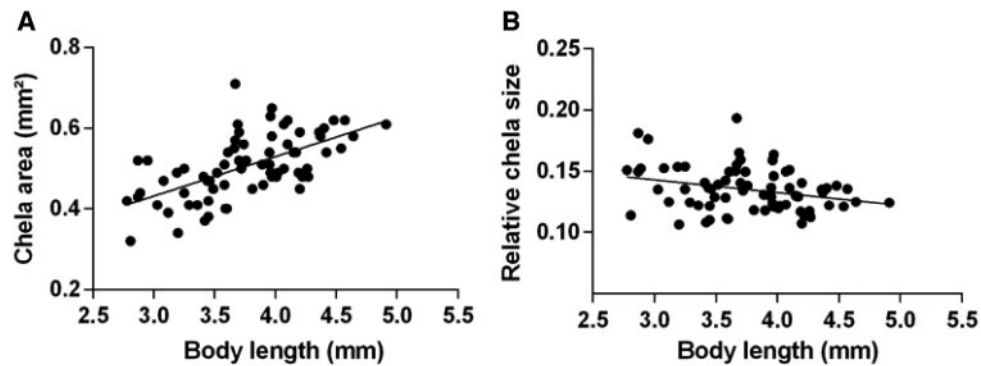 A
Chela area (mm²)
0.8
0.6
0.4
0.2
2.5 3.0 3.5 4.0 4.5 5.0 5.5
Body length (mm)
B
Relative chela size
0.25
0.20
0.15
0.10
2.5 3.0 3.5 4.0 4.5 5.0 5.5
Body length (mm)